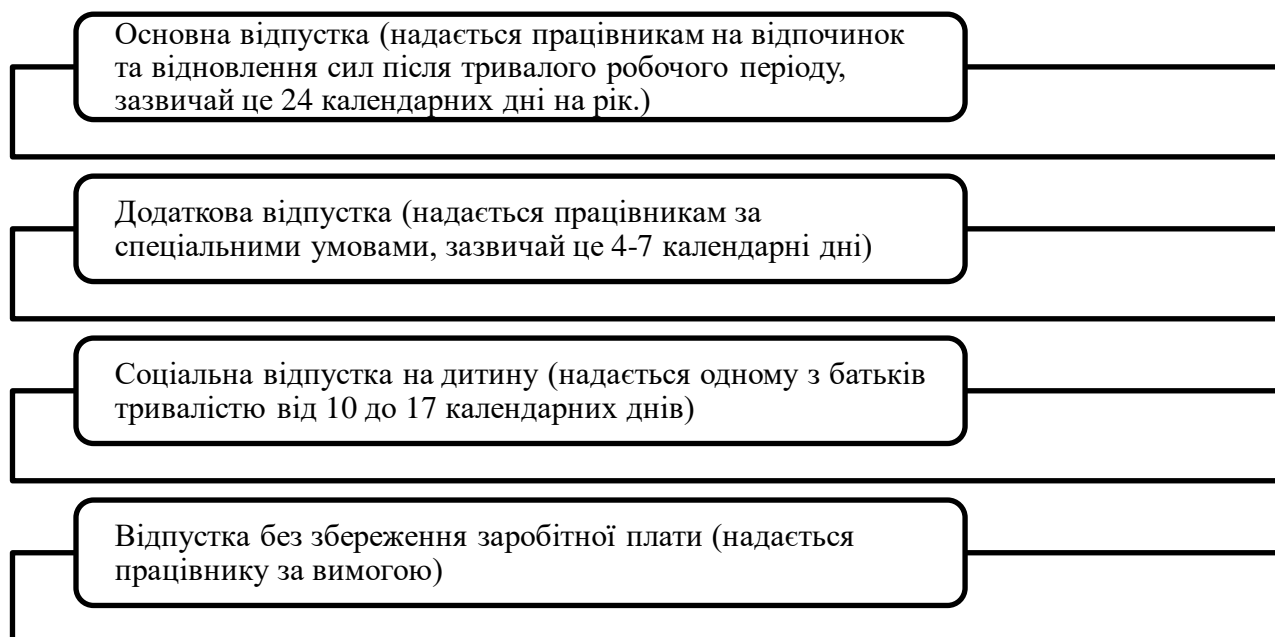 Основна відпустка (надається працівникам на відпочинок
та відновлення сил після тривалого робочого періоду,
зазвичай це 24 календарних дні на рік.)
Додаткова відпустка (надається працівникам за
спеціальними умовами, зазвичай це 4-7 календарні дні)
Соціальна відпустка на дитину (надається одному з батьків
тривалістю від 10 до 17 календарних днів)
Відпустка без збереження заробітної плати (надається
працівнику за вимогою)